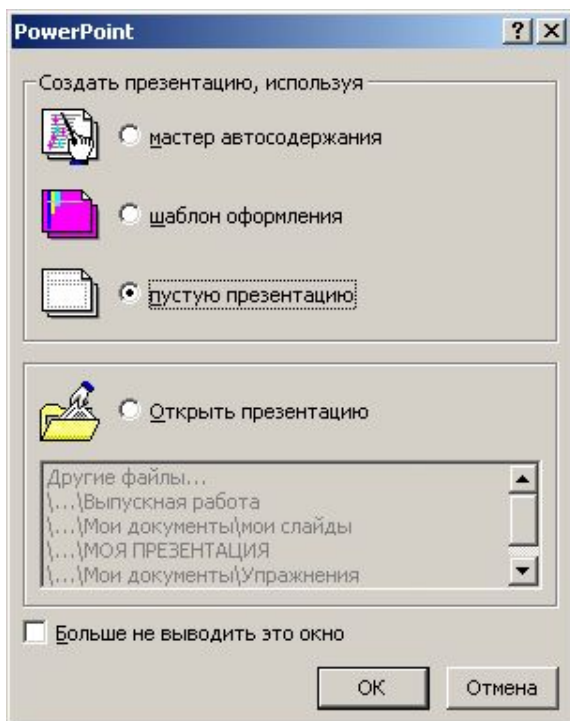 PowerPoint
Создать презентацию, используя
мастер автосодержания
шаблон оформления
пустую презентацию
Открыть презентацию
Другие файлы...
\...\Выпускная работа
\...\Мои документы\мои слайды
\...\МОЯ ПРЕЗЕНТАЦИЯ
\...\Мои документы\Упражнения
Больше не выводить это окно
ОК
Отмена